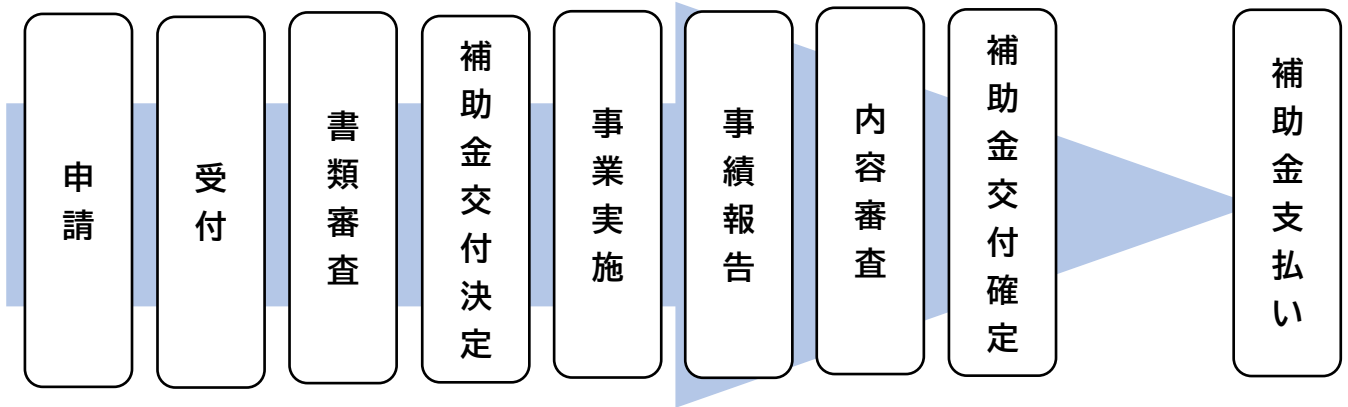 申請
受付
書類審査
補助金交付決定
事業実施
事績報告
内容審査
補助金交付確定
補助金支払い